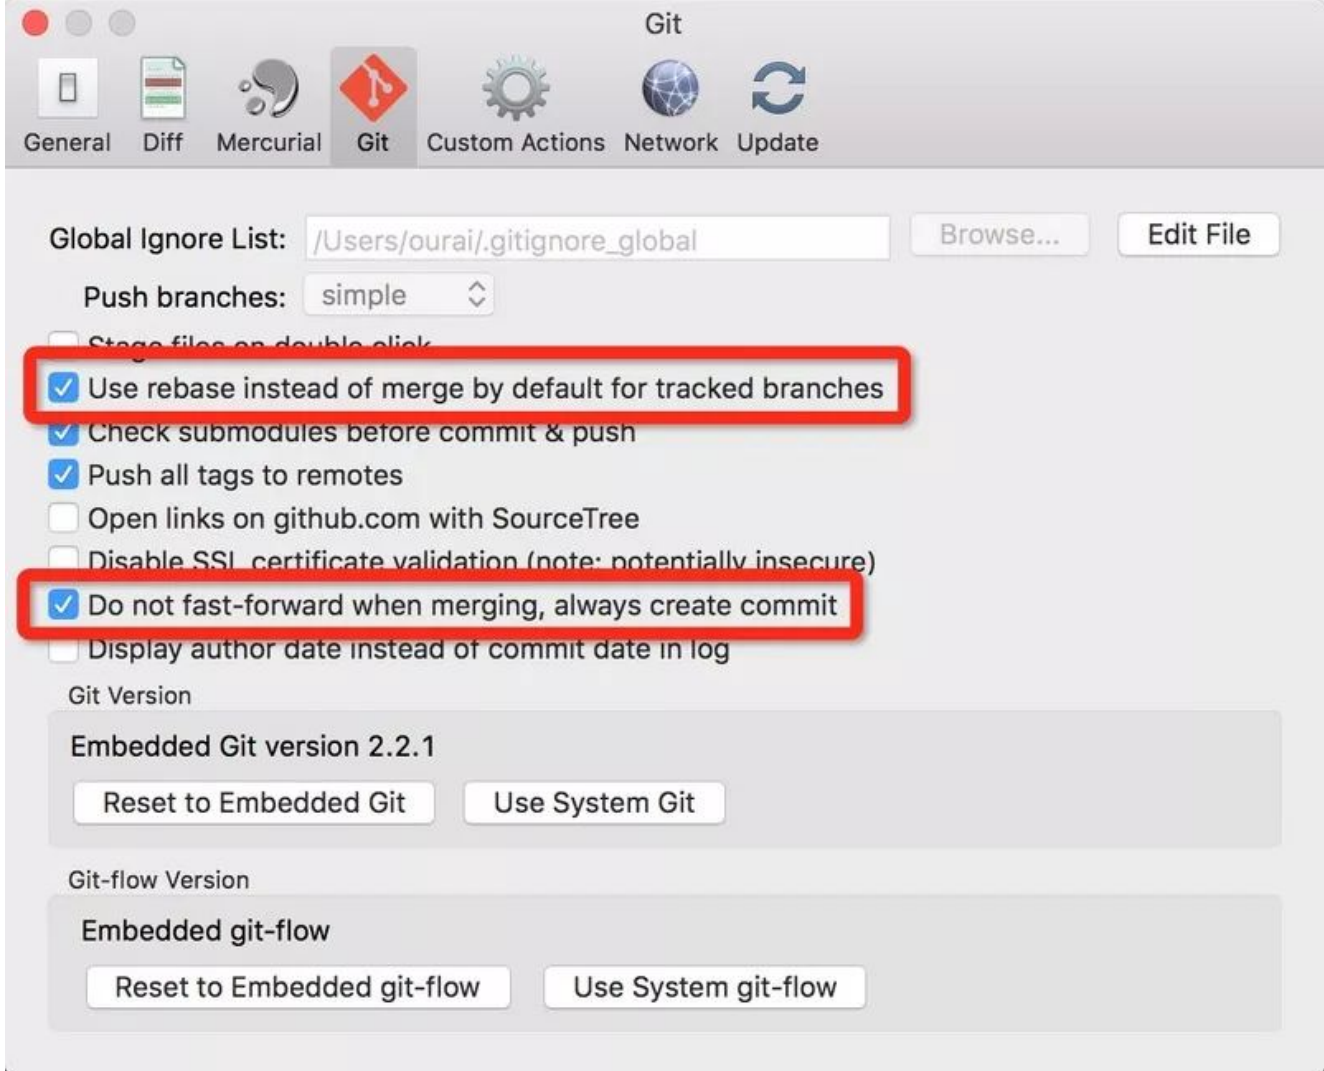 Git
General Diff Mercurial Git Custom Actions Network Update
Global Ignore List: /Users/ourai/.gitignore_global Browse... Edit File
Push branches: simple
Stage files on double click
Use rebase instead of merge by default for tracked branches
Check submodules before commit & push
Push all tags to remotes
Open links on github.com with SourceTree
Disable SSL certificate validation (note: potentially insecure)
Do not fast-forward when merging, always create commit
Display author date instead of commit date in log
Git Version
Embedded Git version 2.2.1
Reset to Embedded Git Use System Git
Git-flow Version
Embedded git-flow
Reset to Embedded git-flow Use System git-flow